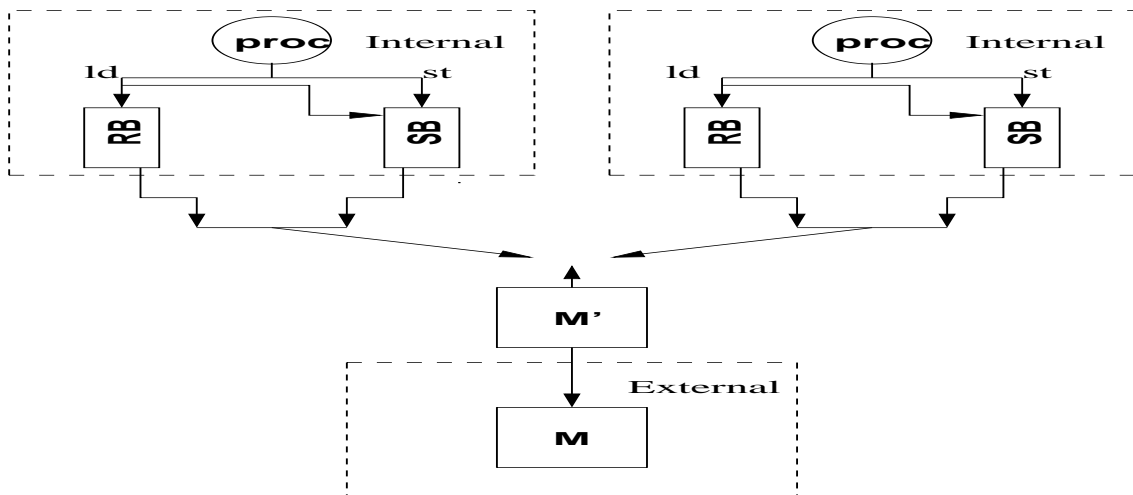 proc Internal proc Internal
ld st ld st
RB SB RB SB
M’
External
M